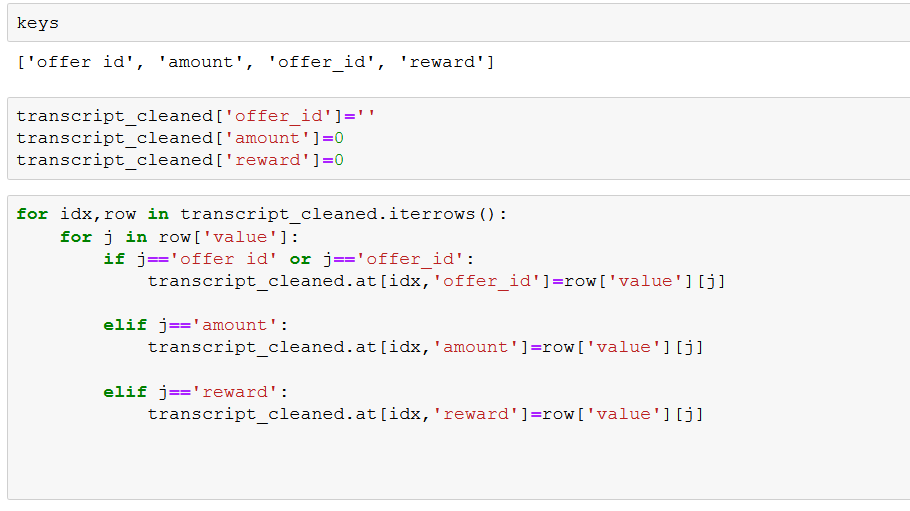 keys
['offer id', 'amount', 'offer_id', 'reward']
transcript_cleaned['offer_id']=''
transcript_cleaned['amount']=0
transcript_cleaned['reward']=0
for idx,row in transcript_cleaned.iterrows():
    for j in row['value']:
        if j=='offer id' or j=='offer_id':
            transcript_cleaned.at[idx,'offer_id']=row['value'][j]
        elif j=='amount':
            transcript_cleaned.at[idx,'amount']=row['value'][j]
        elif j=='reward':
            transcript_cleaned.at[idx,'reward']=row['value'][j]